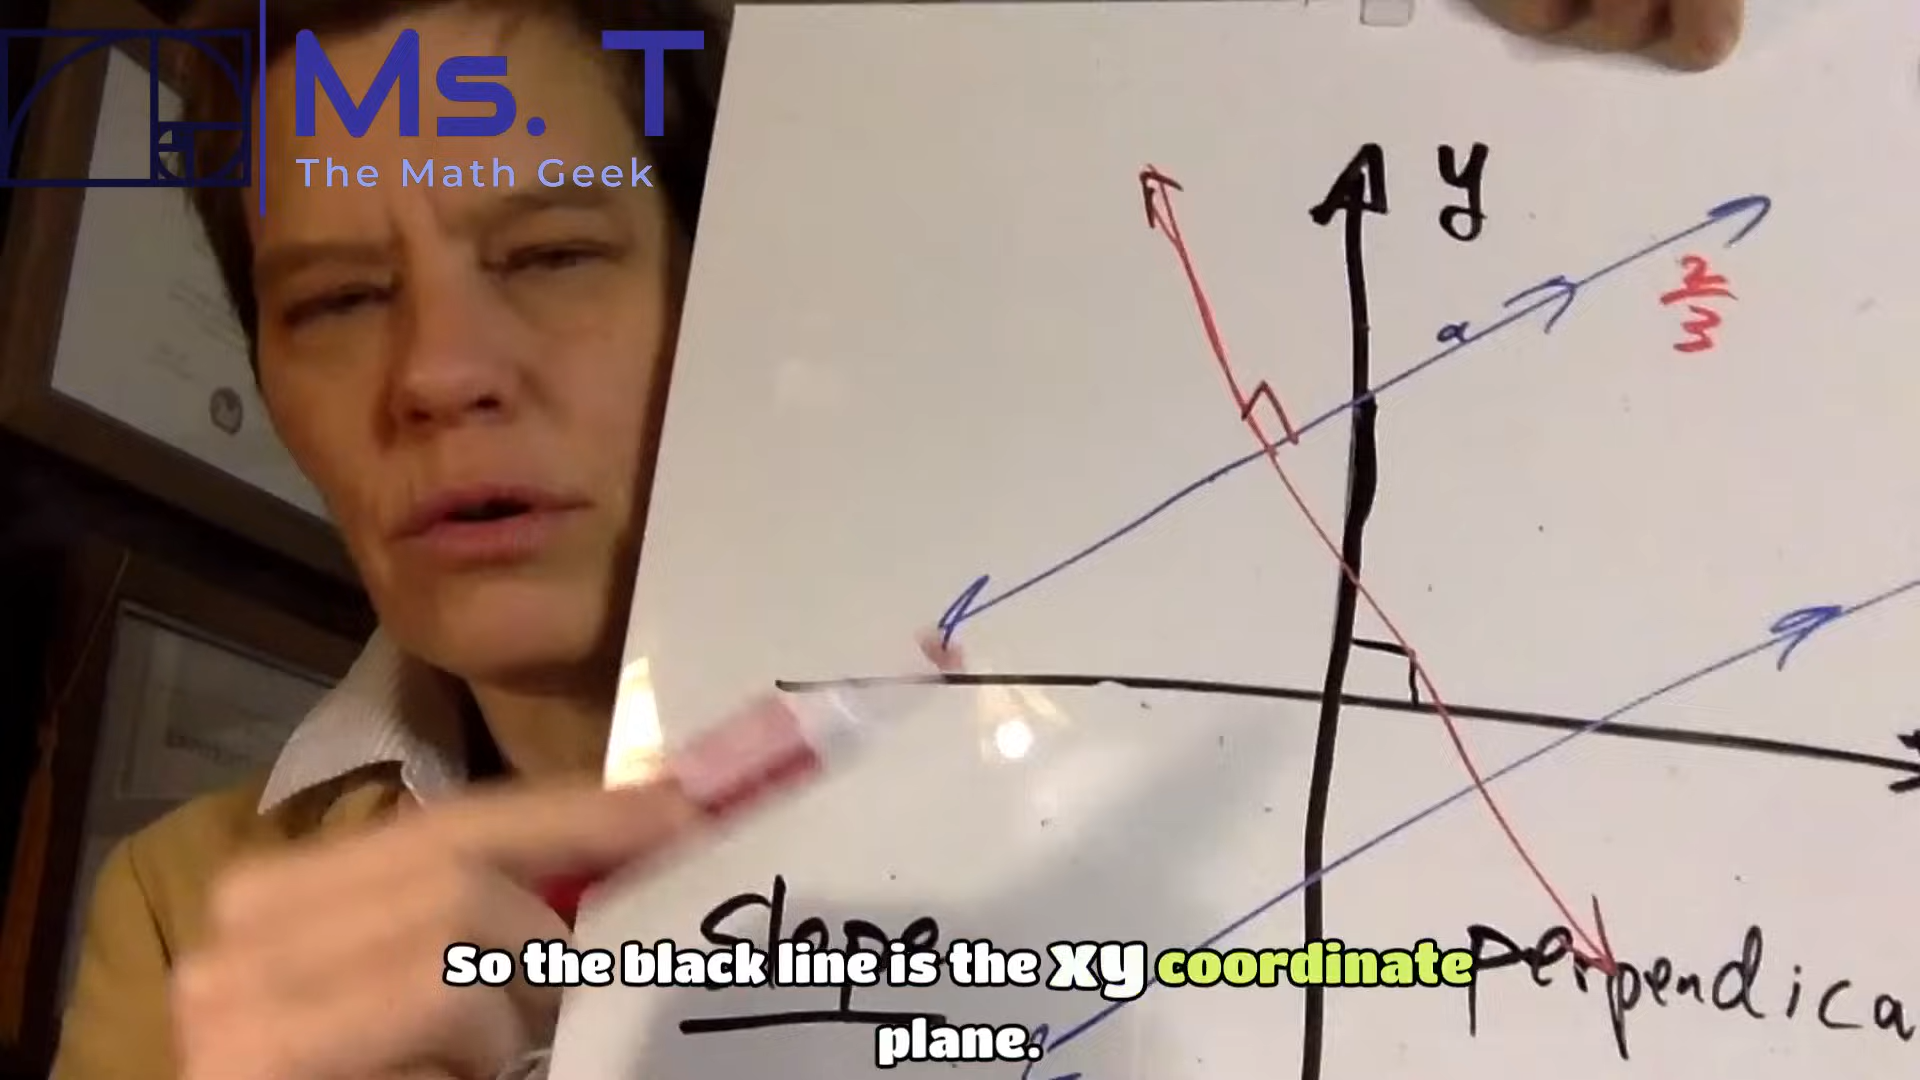 Ms. T
The Math Geek
y
a
2
3
slope
perpendica
So the black line is the xy coordinate
plane.